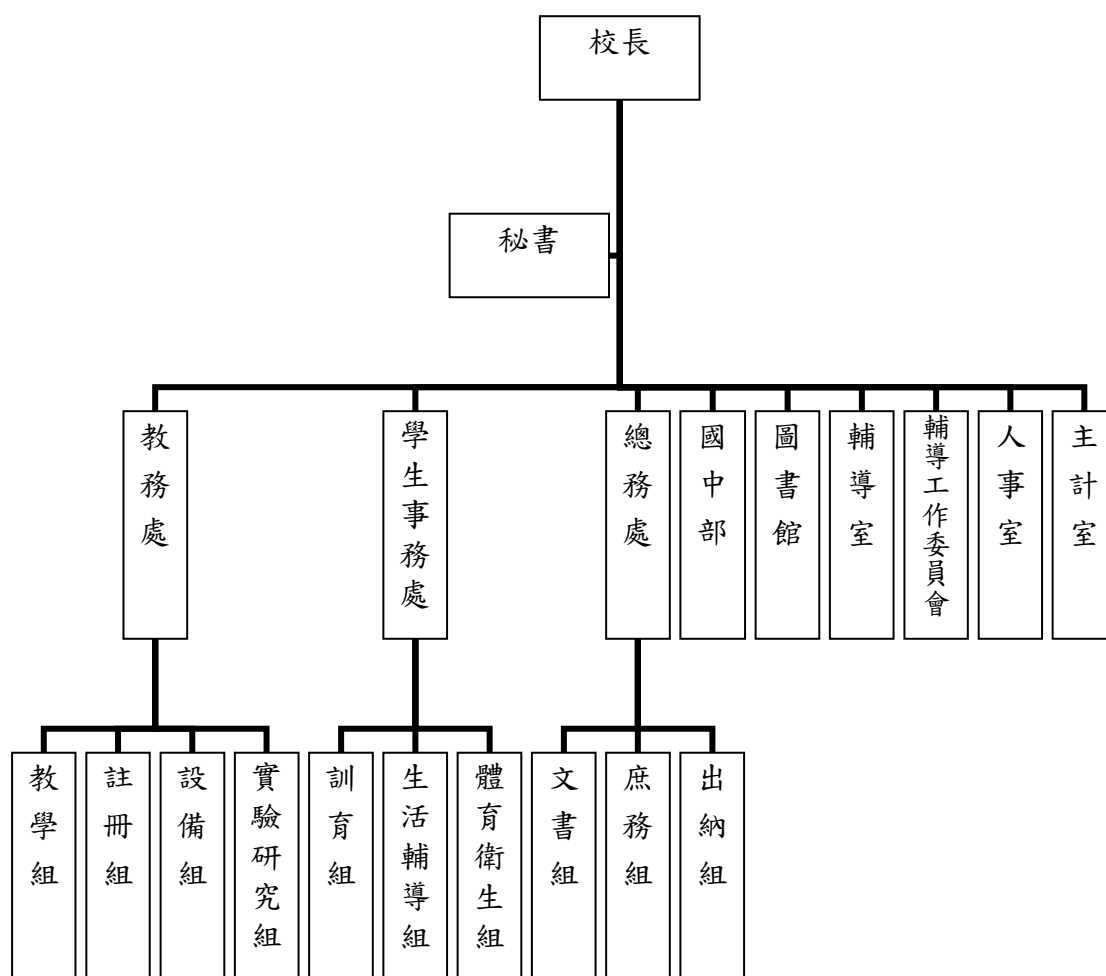 校長
秘書
教務處
學生事務處
總務處
國中部
圖書館
輔導室
輔導工作委員會
人事室
主計室
教學組
註冊組
設備組
實驗研究組
訓育組
生活輔導組
體育衛生組
文書組
庶務組
出納組